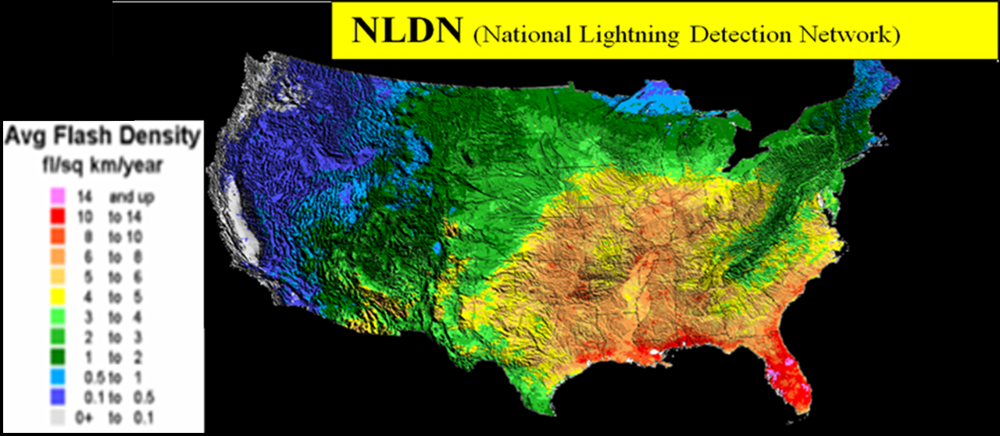 NLDN (National Lightning Detection Network)
Avg Flash Density
fl/sq km/year
14 and up
10 to 14
8 to 10
6 to 8
5 to 6
4 to 5
3 to 4
2 to 3
1 to 2
0.5 to 1
0.1 to 0.5
0+ to 0.1